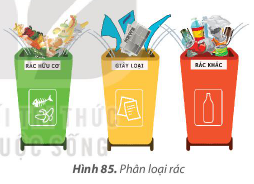 RÁC HỮU CƠ
GIẤY LOẠI
RÁC KHÁC
Hình 85. Phân loại rác